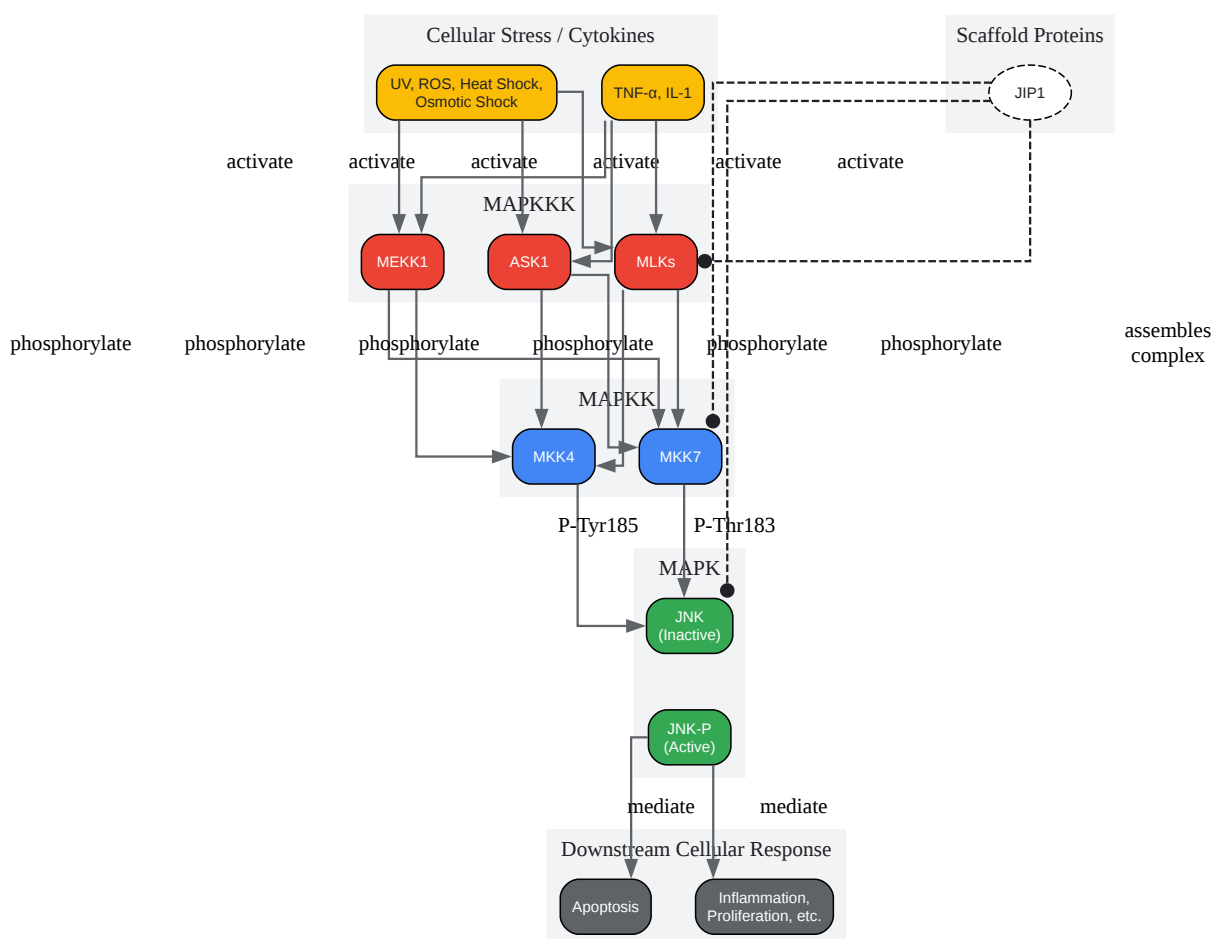 Cellular Stress / Cytokines
Scaffold Proteins
UV, ROS, Heat Shock,
Osmotic Shock
TNF-α, IL-1
JIP1
activate
activate
activate
activate
activate
activate
MAPKKK
MEKK1
ASK1
MLKs
phosphorylate
phosphorylate
phosphorylate
phosphorylate
phosphorylate
phosphorylate
assembles
complex
MAPKK
MKK4
MKK7
P-Tyr185
P-Thr183
MAPK
JNK
(Inactive)
JNK-P
(Active)
mediate
mediate
Downstream Cellular Response
Apoptosis
Inflammation,
Proliferation, etc.